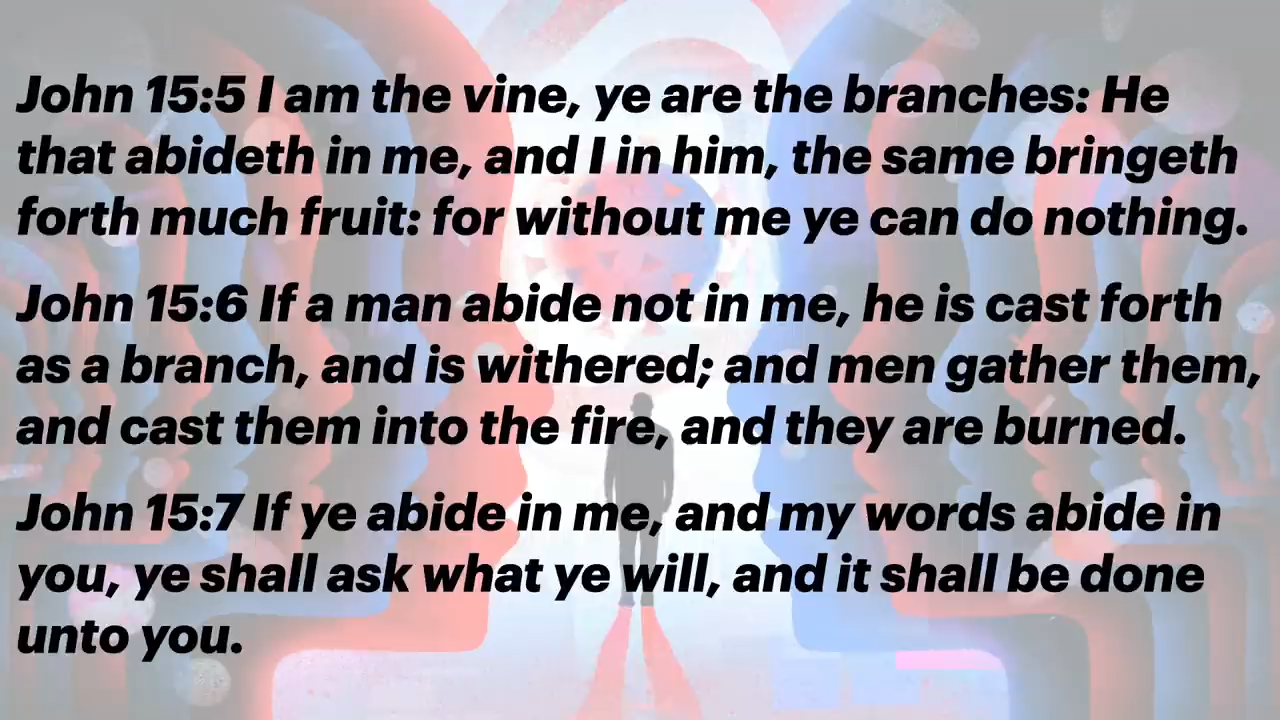 John 15:5 I am the vine, ye are the branches: He
that abideth in me, and I in him, the same bringeth
forth much fruit: for without me ye can do nothing.
John 15:6 If a man abide not in me, he is cast forth
as a branch, and is withered; and men gather them,
and cast them into the fire, and they are burned.
John 15:7 If ye abide in me, and my words abide in
you, ye shall ask what ye will, and it shall be done
unto you.